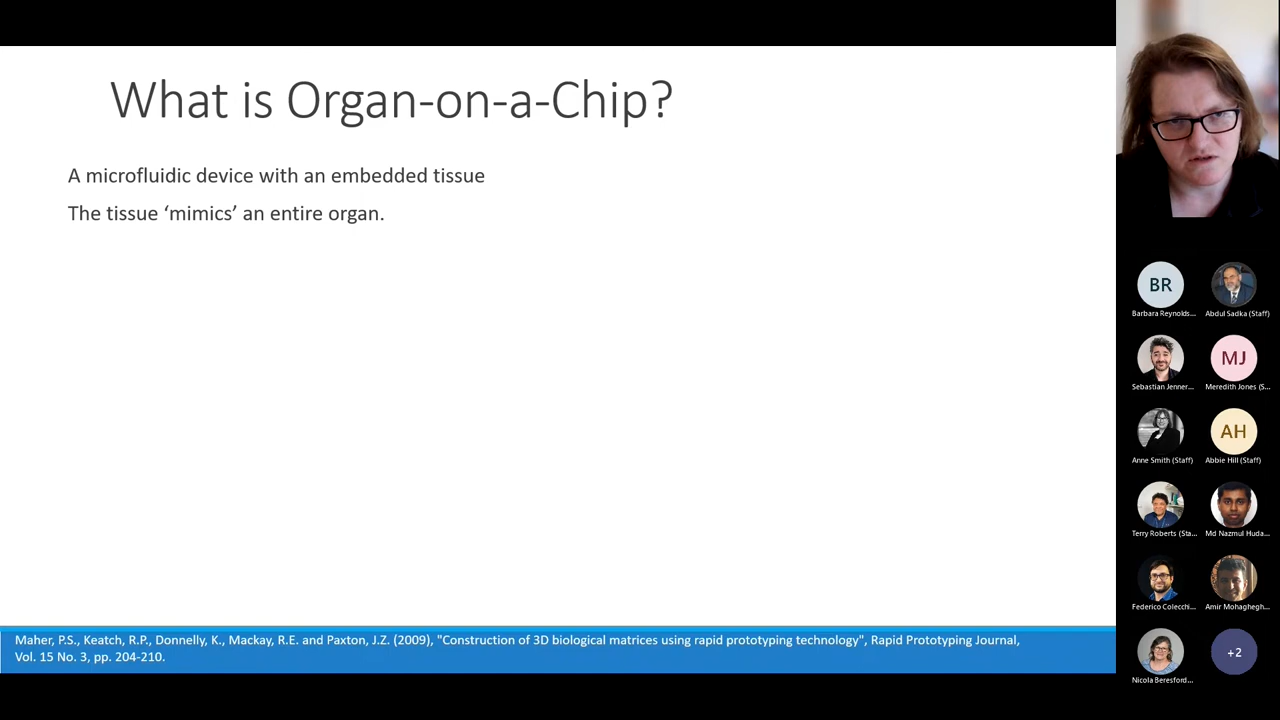 What is Organ-on-a-Chip?
A microfluidic device with an embedded tissue
The tissue ‘mimics’ an entire organ.
Maher, P.S., Keatch, R.P., Donnelly, K., Mackay, R.E. and Paxton, J.Z. (2009), "Construction of 3D biological matrices using rapid prototyping technology", Rapid Prototyping Journal,
Vol. 15 No. 3, pp. 204-210.
BR
Barbara Reynolds...
Abdul Sadka (Staff)
Sebastian Jenner...
MJ
Meredith Jones (S...
Anne Smith (Staff)
AH
Abbie Hill (Staff)
Terry Roberts (Sta...
Md Nazmul Huda...
Federico Colecchi...
Amir Mohaghegh...
Nicola Beresford...
+2